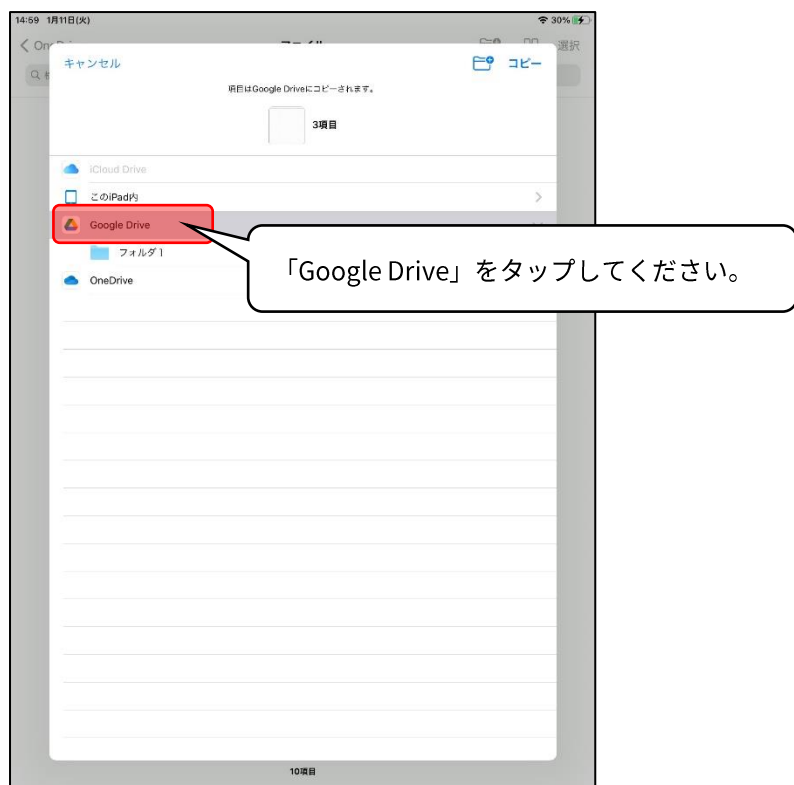 14:59 1月11日(火)
30%
選択
キャンセル
コピー
項目はGoogle Driveにコピーされます。
3項目
iCloud Drive
このiPad内
Google Drive
フォルダ1
OneDrive
「Google Drive」をタップしてください。
10項目